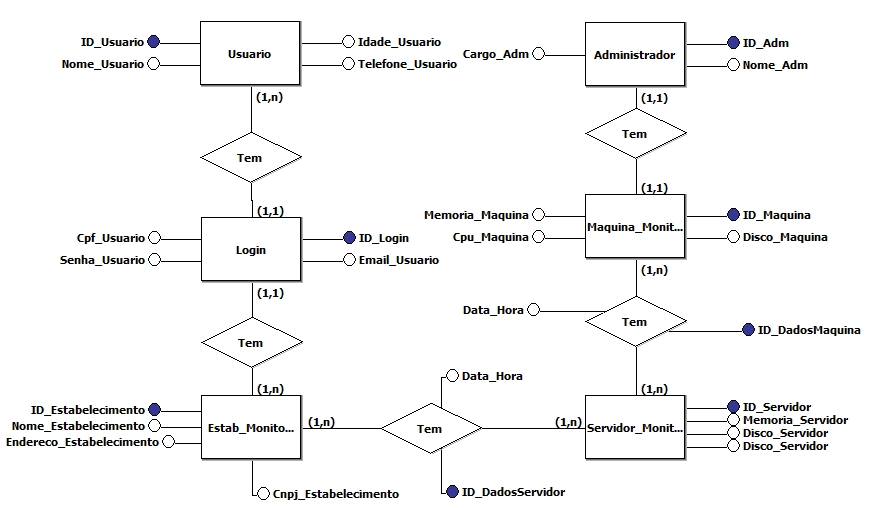 ID_Usuario
Nome_Usuario
Usuario
Idade_Usuario
Telefone_Usuario
Cargo_Adm
Administrador
ID_Adm
Nome_Adm
(1,n)
(1,1)
Tem
Tem
(1,1)
(1,1)
Cpf_Usuario
Senha_Usuario
Login
ID_Login
Email_Usuario
Memoria_Maquina
Cpu_Maquina
Maquina_Monit...
ID_Maquina
Disco_Maquina
(1,1)
(1,n)
Tem
Data_Hora
Tem
ID_DadosMaquina
(1,n)
(1,n)
ID_Estabelecimento
Nome_Estabelecimento
Endereco_Estabelecimento
Estab_Monito...
Cnpj_Estabelecimento
(1,n)
Data_Hora
Tem
ID_DadosServidor
(1,n)
Servidor_Monit...
ID_Servidor
Memoria_Servidor
Disco_Servidor
Disco_Servidor